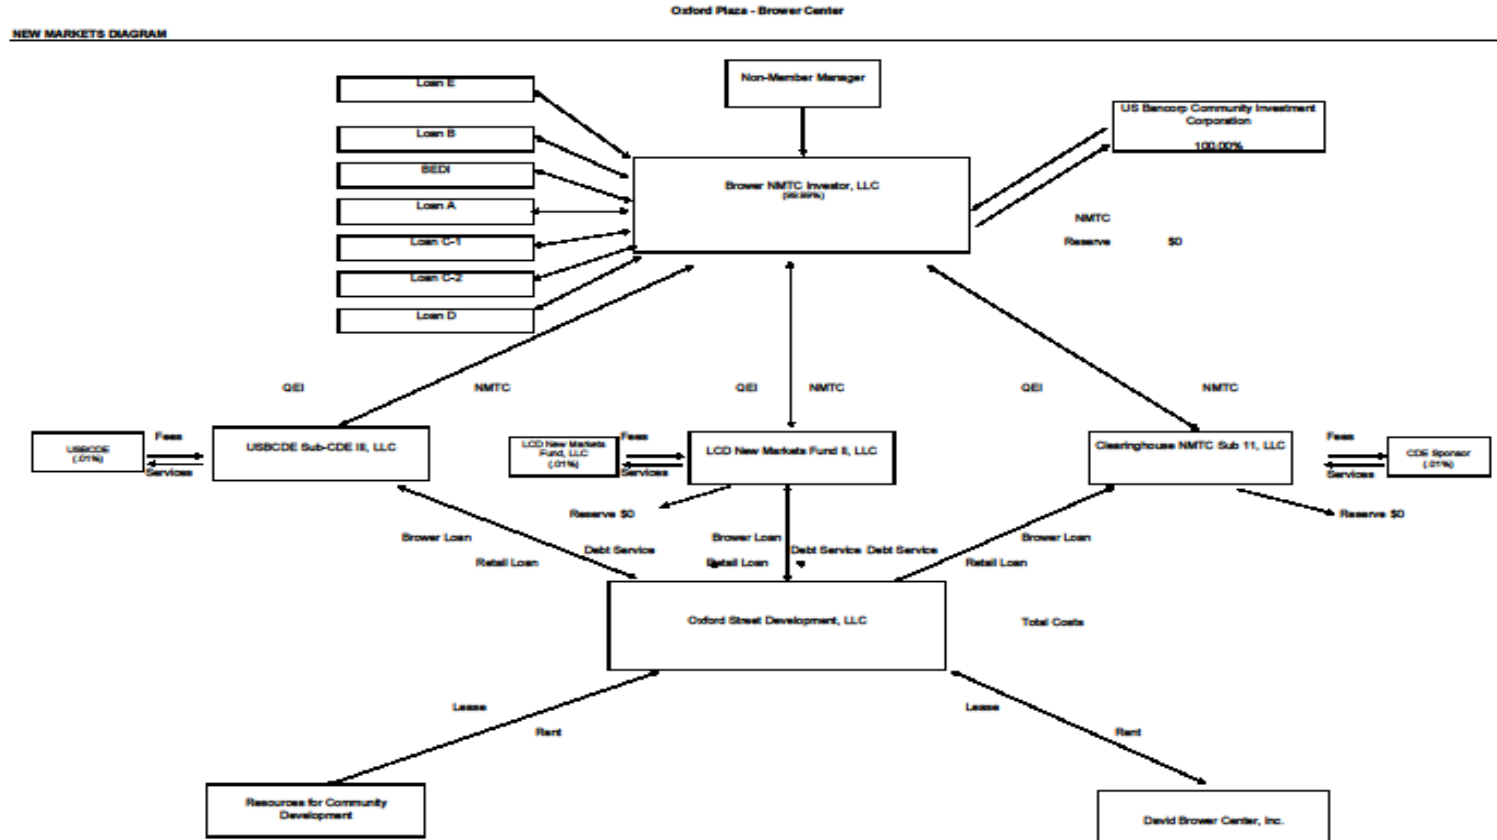 Oxford Plaza - Brower Center
NEW MARKETS DIAGRAM
Loan E
Non-Member Manager
US Bancorp Community Investment
Corporation
100.00%
Loan B
BEDI
Brower NMTC Investor, LLC
(99.99%)
Loan A
NMTC
Loan C-1
Reserve $0
Loan C-2
Loan D
QEI NMTC
QEI NMTC
QEI NMTC
USBCDE
(.01%)
Fees
Services
USBCDE Sub-CDE III, LLC
LCD New Markets
Fund, LLC
(.01%)
Fees
Services
LCD New Markets Fund II, LLC
Clearinghouse NMTC Sub 11, LLC
Fees
Services
CDE Sponsor
(.01%)
Reserve $0
Reserve $0
Brower Loan
Brower Loan
Brower Loan
Debt Service
Debt Service Debt Service
Retail Loan
Retail Loan
Retail Loan
Oxford Street Development, LLC
Total Costs
Lease
Lease
Rent
Rent
Resources for Community
Development
David Brower Center, Inc.